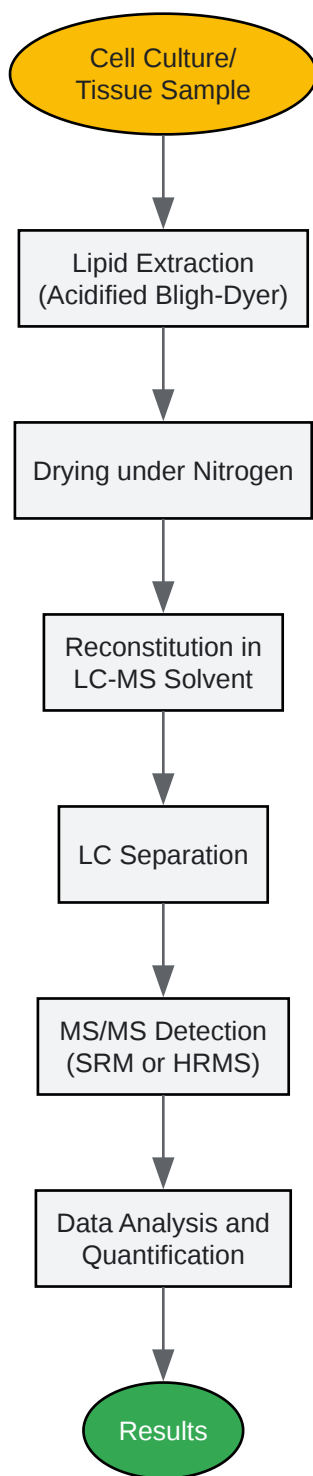 Cell Culture/
Tissue Sample
Lipid Extraction
(Acidified Bligh-Dyer)
Drying under Nitrogen
Reconstitution in
LC-MS Solvent
LC Separation
MS/MS Detection
(SRM or HRMS)
Data Analysis and
Quantification
Results